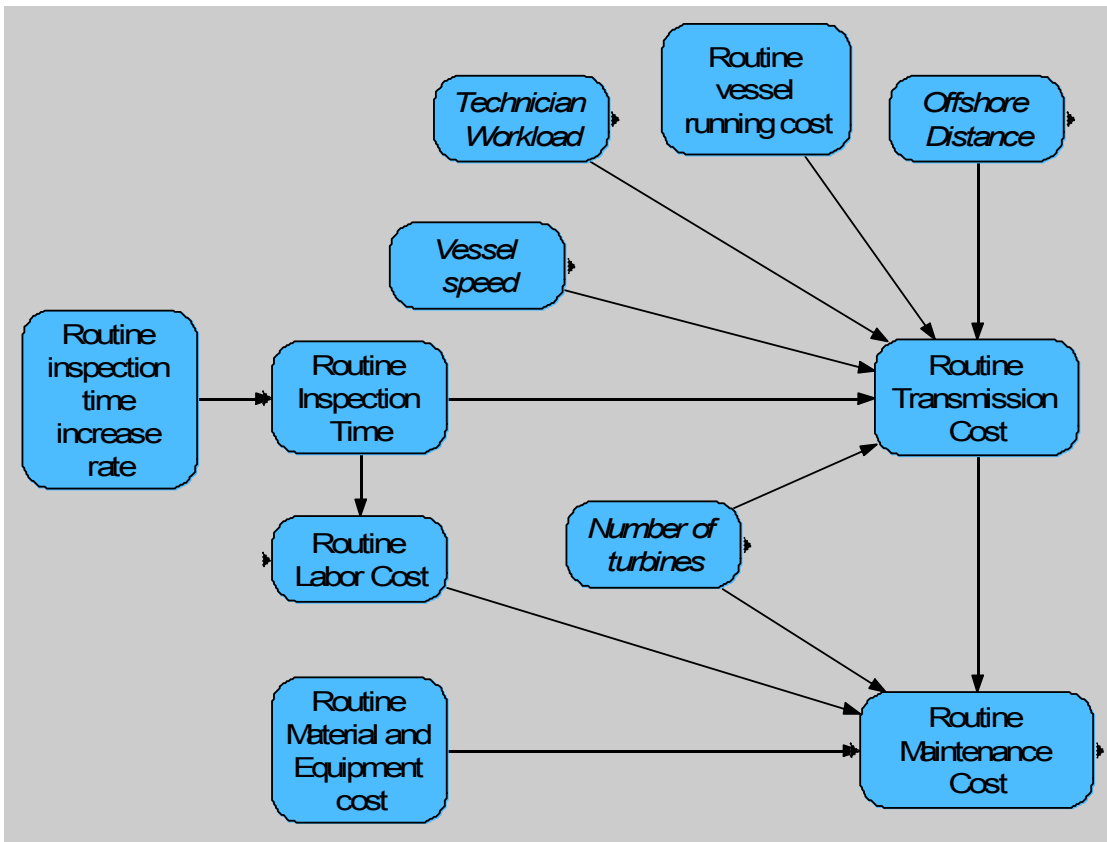 Routine
vessel
running cost
Technician
Workload
Offshore
Distance
Vessel
speed
Routine
inspection
time
increase
rate
Routine
Inspection
Time
Routine
Transmission
Cost
Number of
turbines
Routine
Labor Cost
Routine
Material and
Equipment
cost
Routine
Maintenance
Cost